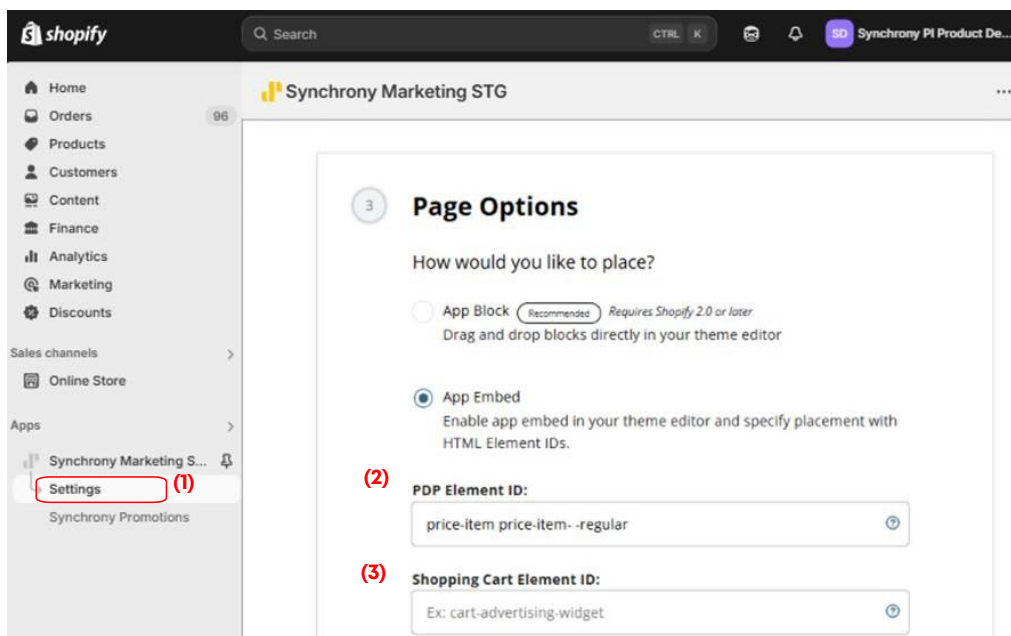 shopify
Search
CTRL K
SD
Synchrony PI Product De...
Home
Orders 96
Products
Customers
Content
Finance
Analytics
Marketing
Discounts
Sales channels
Online Store
Apps
Synchrony Marketing S...
Settings
(1)
Synchrony Promotions
Synchrony Marketing STG
...
3
Page Options
How would you like to place?
App Block Recommended Requires Shopify 2.0 or later
Drag and drop blocks directly in your theme editor
App Embed
Enable app embed in your theme editor and specify placement with
HTML Element IDs.
(2)
PDP Element ID:
price-item price-item- -regular
(3)
Shopping Cart Element ID:
Ex: cart-advertising-widget